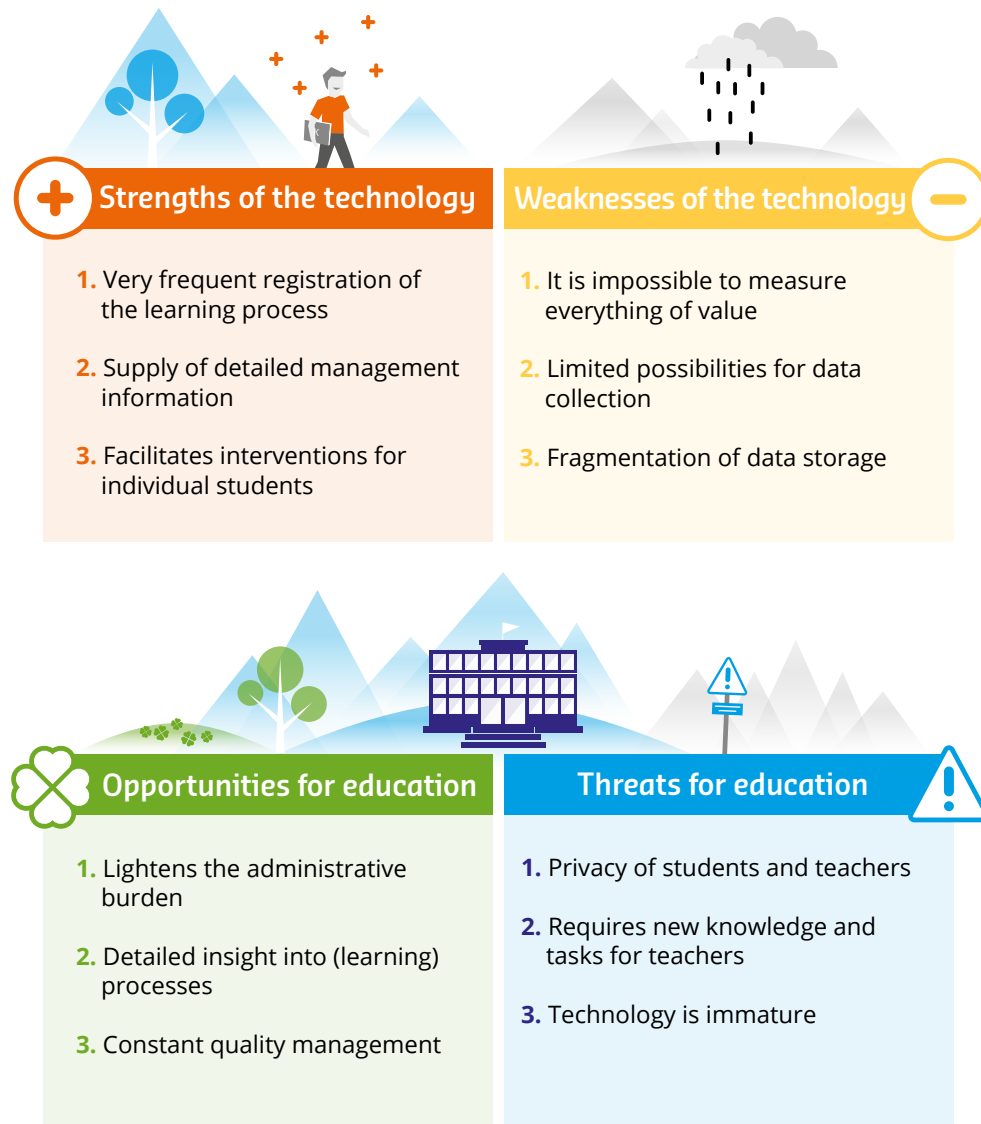 Strengths of the technology
1. Very frequent registration of
the learning process
2. Supply of detailed management
information
3. Facilitates interventions for
individual students
Weaknesses of the technology
1. It is impossible to measure
everything of value
2. Limited possibilities for data
collection
3. Fragmentation of data storage
Opportunities for education
1. Lightens the administrative
burden
2. Detailed insight into (learning)
processes
3. Constant quality management
Threats for education
1. Privacy of students and teachers
2. Requires new knowledge and
tasks for teachers
3. Technology is immature